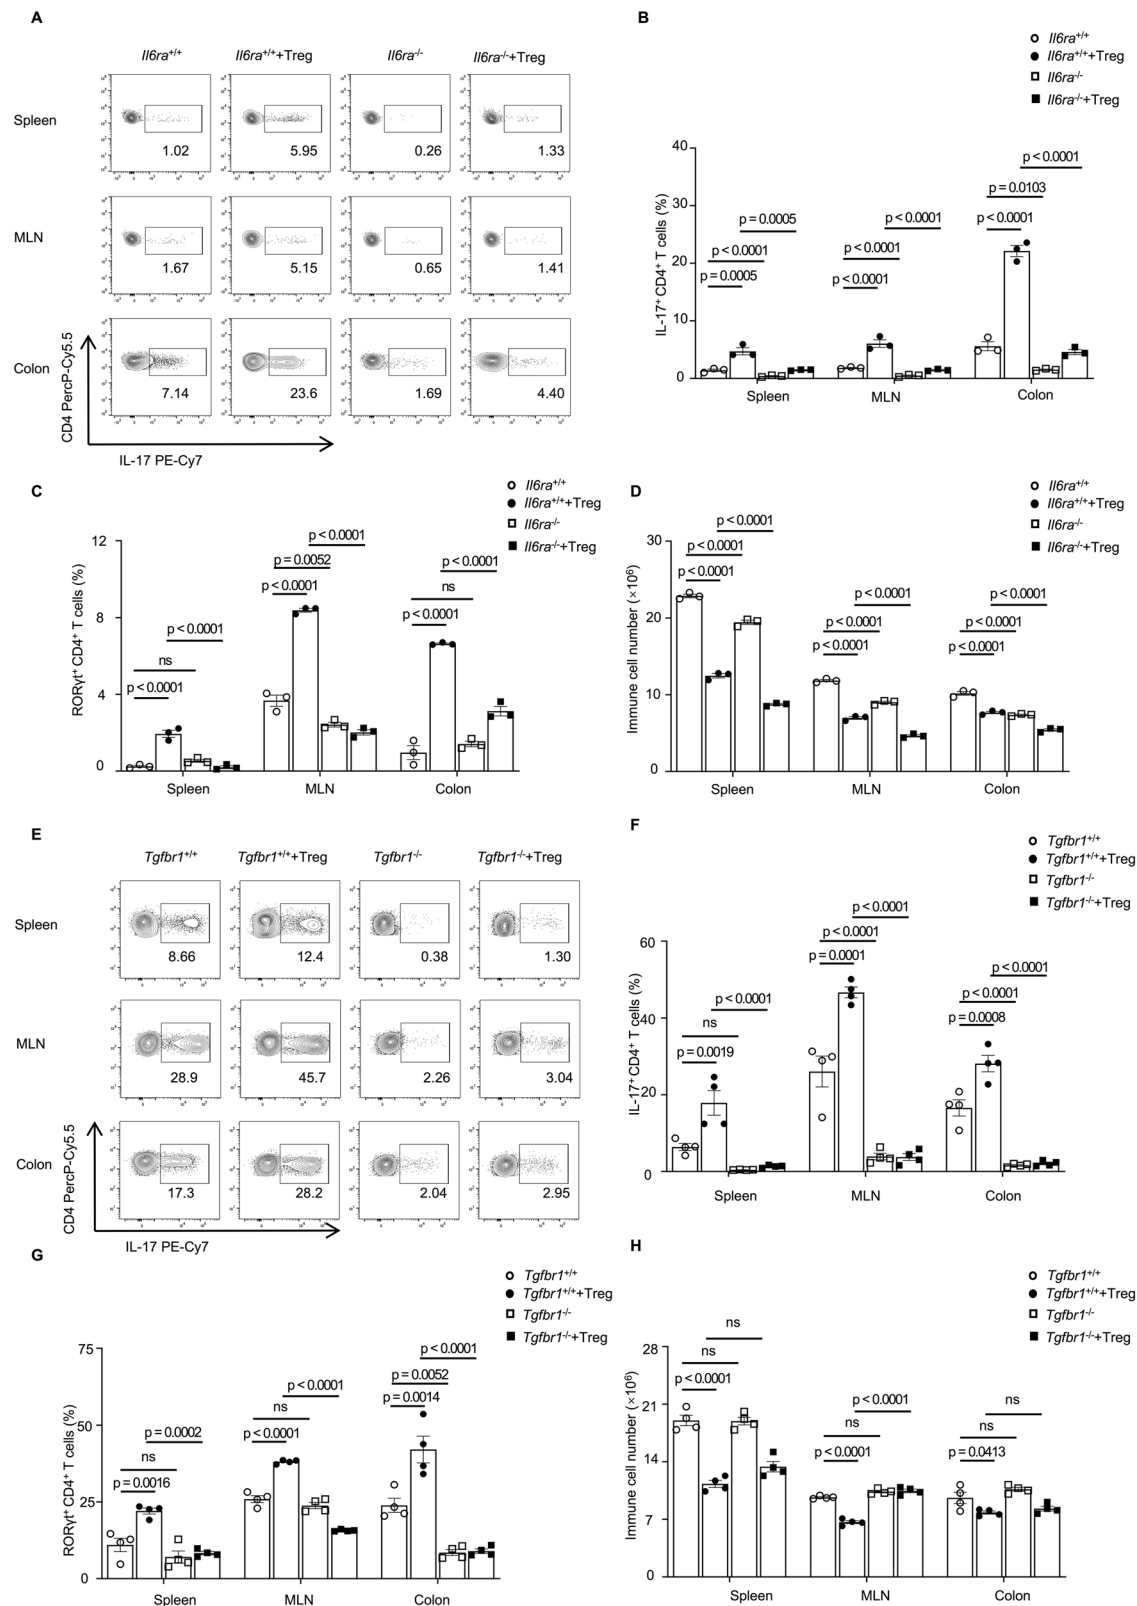 A
Il6ra+/+
Il6ra+/++Treg
Il6ra-/-
Il6ra-/-+Treg
Spleen
1.02
5.95
0.26
1.33
MLN
1.67
5.15
0.65
1.41
Colon
7.14
23.6
1.69
4.40
CD4 PercP-Cy5.5
IL-17 PE-Cy7
B
Il6ra+/+
Il6ra+/++Treg
Il6ra-/-
Il6ra-/-+Treg
IL-17+ CD4+ T cells (%)
40
30
20
10
0
p < 0.0001
p = 0.0103
p = 0.0005
p < 0.0001
p < 0.0001
p < 0.0001
p < 0.0001
p = 0.0005
p < 0.0001
Spleen
MLN
Colon
C
Il6ra+/+
Il6ra+/++Treg
Il6ra-/-
Il6ra-/-+Treg
RORγt+ CD4+ T cells (%)
12
8
4
0
p < 0.0001
p = 0.0052
p < 0.0001
p < 0.0001
ns
p < 0.0001
p < 0.0001
ns
p < 0.0001
Spleen
MLN
Colon
D
Il6ra+/+
Il6ra+/++Treg
Il6ra-/-
Il6ra-/-+Treg
Immune cell number (×10⁶)
30
20
10
0
p < 0.0001
p < 0.0001
p < 0.0001
p < 0.0001
p < 0.0001
p < 0.0001
p < 0.0001
p < 0.0001
p < 0.0001
Spleen
MLN
Colon
E
Tgfbr1+/+
Tgfbr1+/++Treg
Tgfbr1-/-
Tgfbr1-/-+Treg
Spleen
8.66
12.4
0.38
1.30
MLN
28.9
45.7
2.26
3.04
Colon
17.3
28.2
2.04
2.95
CD4 PercP-Cy5.5
IL-17 PE-Cy7
F
Tgfbr1+/+
Tgfbr1+/++Treg
Tgfbr1-/-
Tgfbr1-/-+Treg
IL-17+ CD4+ T cells (%)
60
40
20
0
p < 0.0001
p < 0.0001
p = 0.0001
p < 0.0001
p < 0.0001
p = 0.0008
p < 0.0001
ns
p = 0.0019
Spleen
MLN
Colon
G
Tgfbr1+/+
Tgfbr1+/++Treg
Tgfbr1-/-
Tgfbr1-/-+Treg
RORγt+ CD4+ T cells (%)
75
50
25
0
p < 0.0001
p = 0.0052
p = 0.0014
p < 0.0001
ns
p < 0.0001
p = 0.0002
ns
p = 0.0016
Spleen
MLN
Colon
H
Tgfbr1+/+
Tgfbr1+/++Treg
Tgfbr1-/-
Tgfbr1-/-+Treg
Immune cell number (×10⁶)
28
21
14
7
0
ns
ns
p < 0.0001
p < 0.0001
ns
p < 0.0001
ns
ns
p = 0.0413
Spleen
MLN
Colon